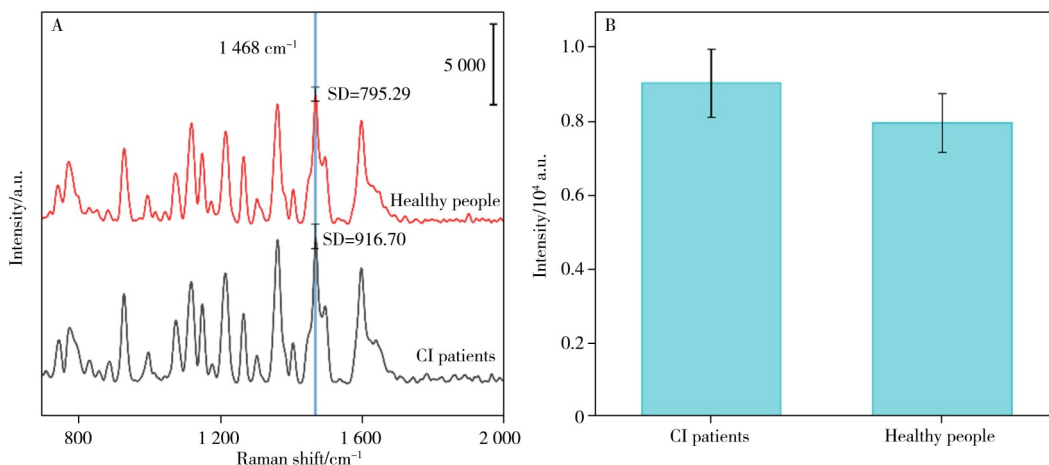 A
1 468 cm⁻¹
5 000
SD=795.29
Healthy people
SD=916.70
CI patients
Intensity/a.u.
800
1 200
1 600
2 000
Raman shift/cm⁻¹
B
1.0
0.8
0.6
0.4
0.2
0
Intensity/10⁴ a.u.
CI patients
Healthy people